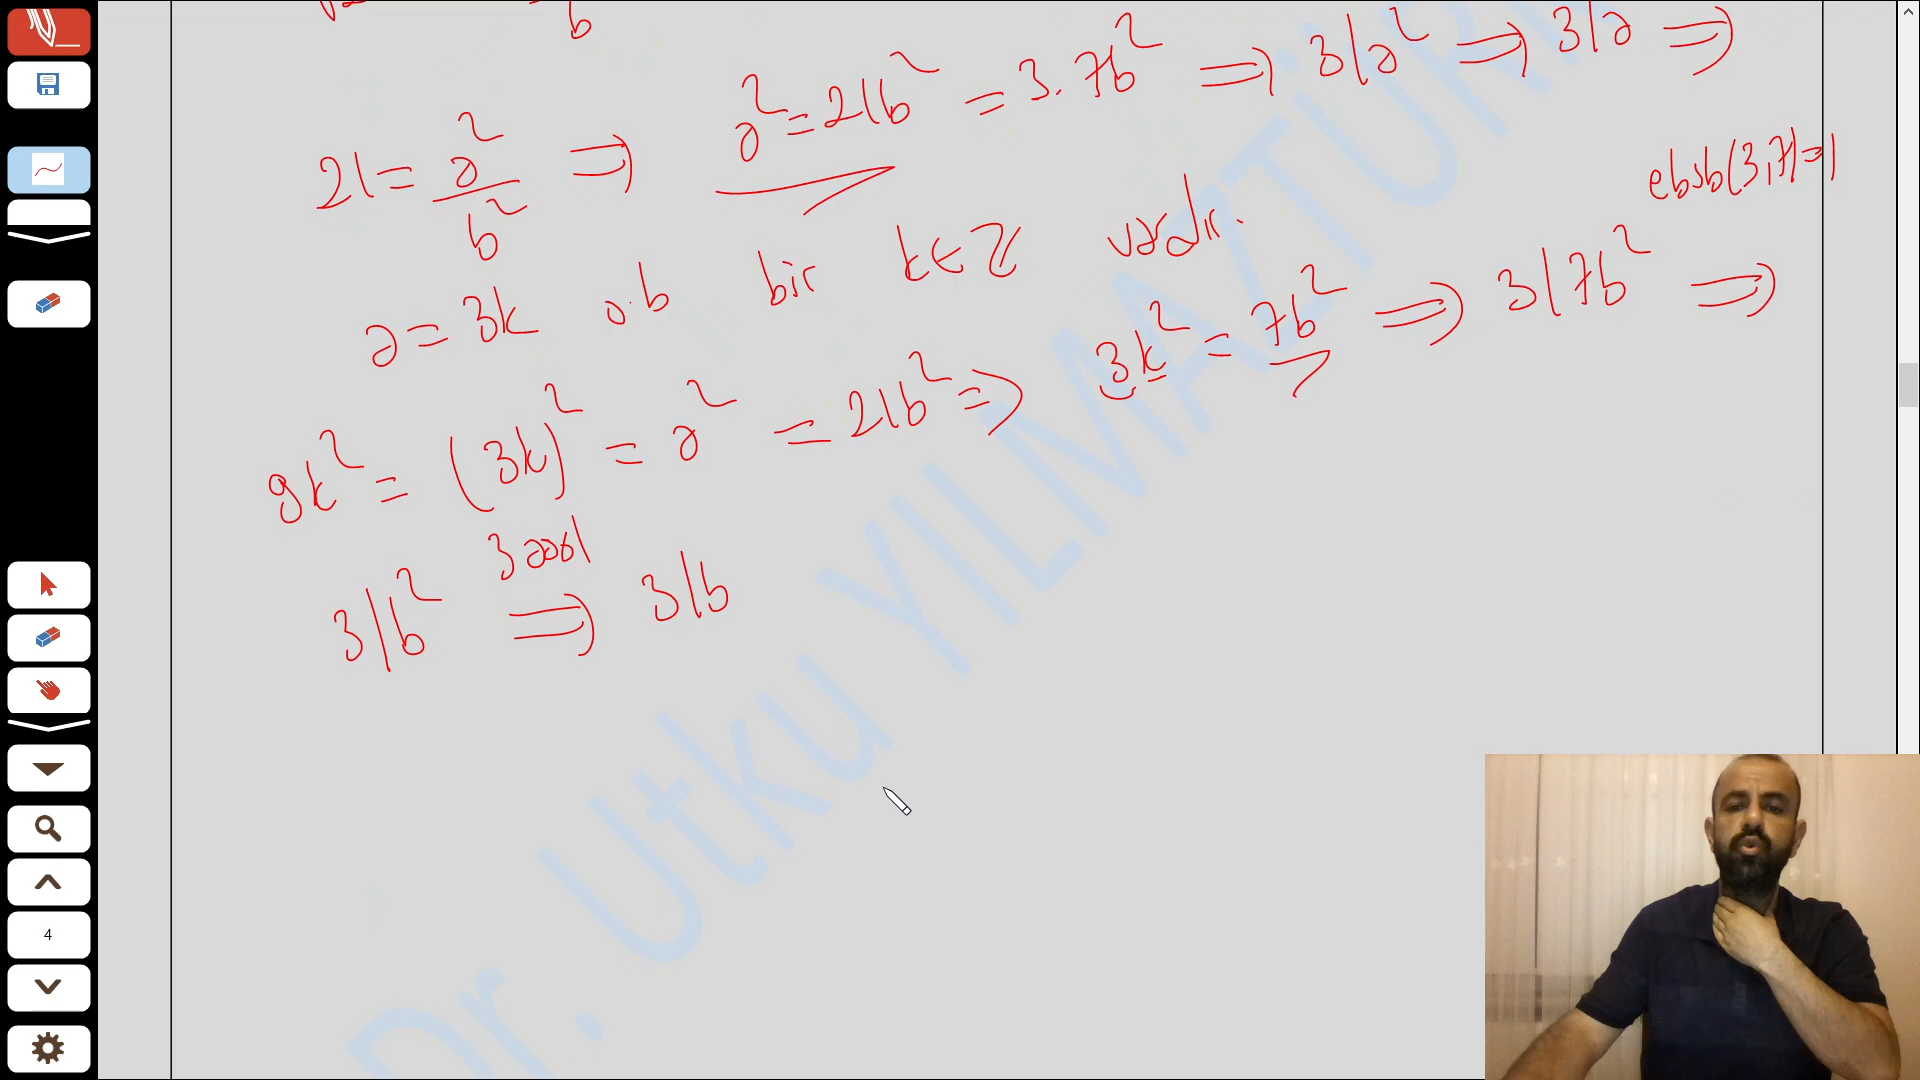 b
21 = a²/b² ⇒ a² = 21b² = 3.7b² ⇒ 3|a² ⇒ 3|a ⇒
ebob(3,7)=1
a = 3k o.b bir k∈ℤ vardır.
9k² = (3k)² = a² = 21b² ⇒ 3k² = 7b² ⇒ 3|7b² ⇒
3|b² 3 asal ⇒ 3|b
Dr. Utku YILMAZTÜR
4